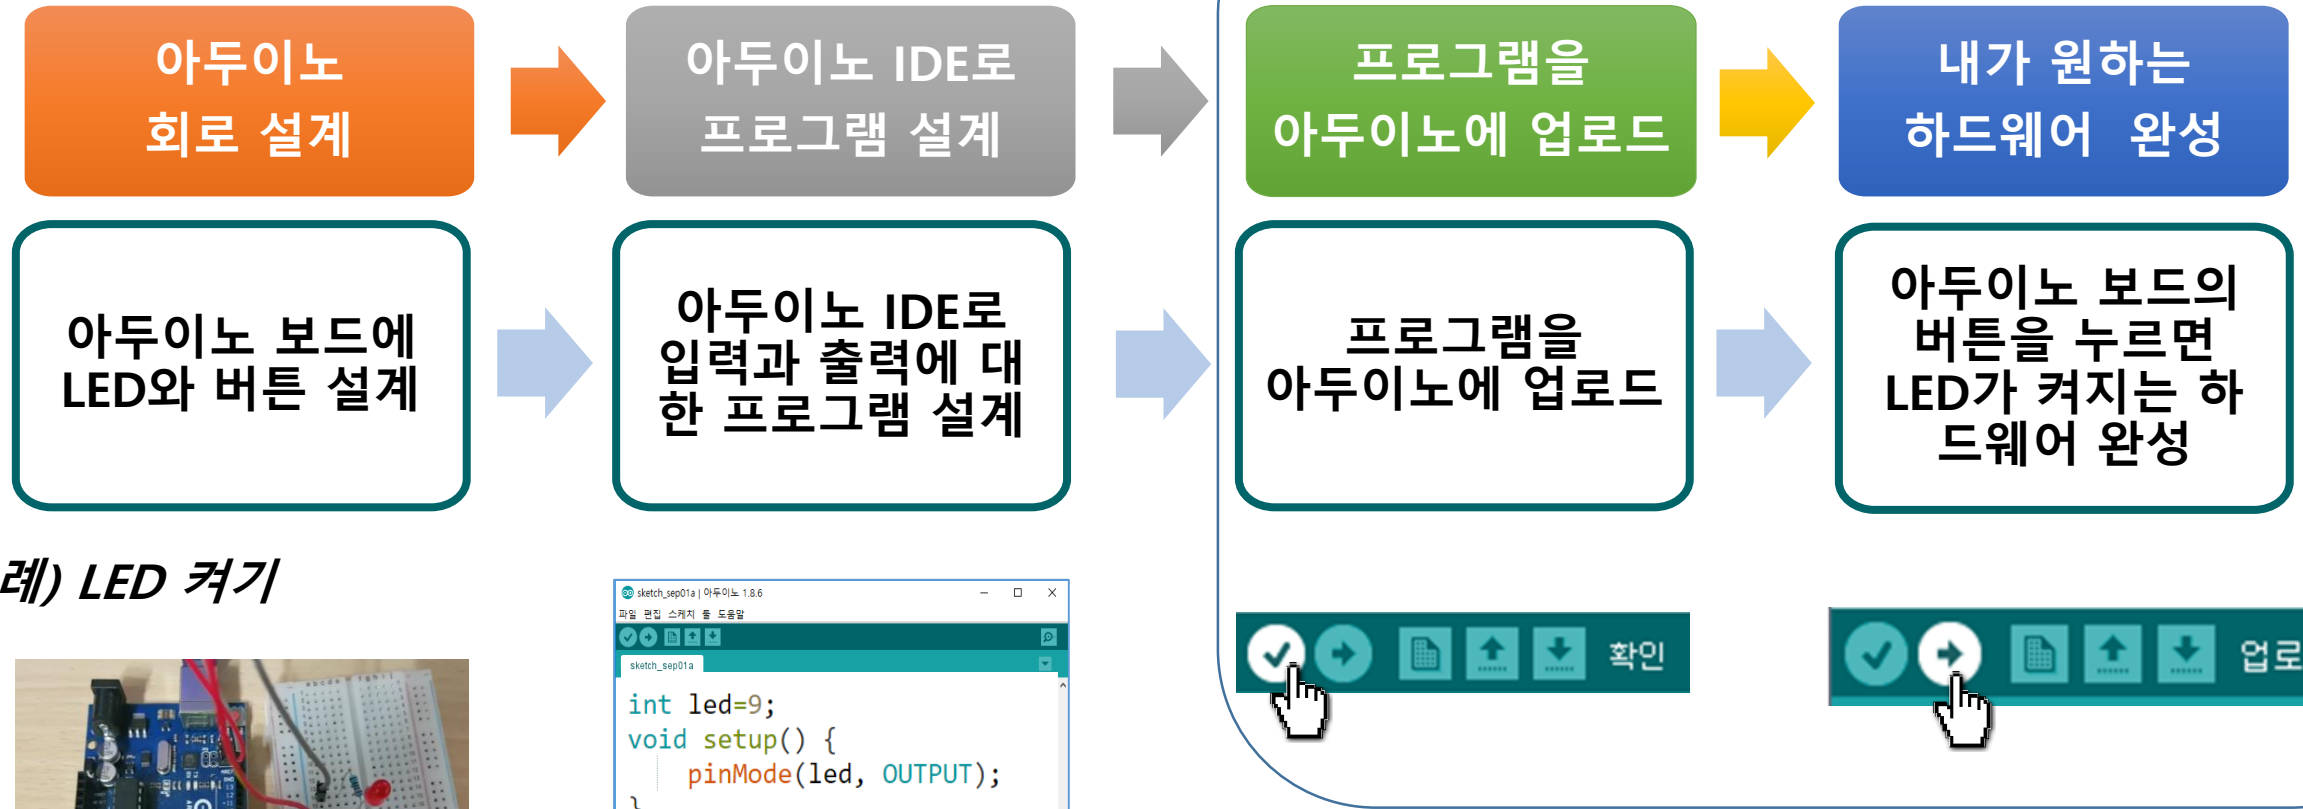 아두이노
회로 설계
아두이노 IDE로
프로그램 설계
프로그램을
아두이노에 업로드
내가 원하는
하드웨어 완성
아두이노 보드에
LED와 버튼 설계
아두이노 IDE로
입력과 출력에 대
한 프로그램 설계
프로그램을
아두이노에 업로드
아두이노 보드의
버튼을 누르면
LED가 켜지는 하
드웨어 완성
례) LED 켜기
sketch_sep01a | 아두이노 1.8.6
파일 편집 스케치 툴 도움말
sketch_sep01a
int led=9;
void setup() {
pinMode(led, OUTPUT);
}
확인
업로